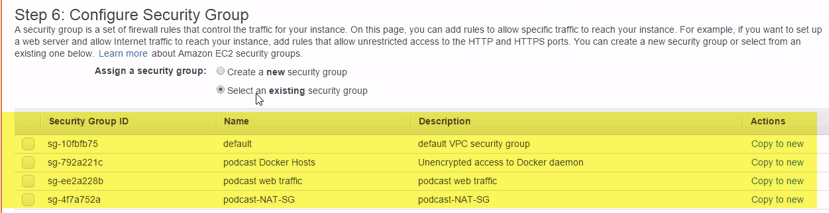 Step 6: Configure Security Group
A security group is a set of firewall rules that control the traffic for your instance. On this page, you can add rules to allow specific traffic to reach your instance. For example, if you want to set up
a web server and allow Internet traffic to reach your instance, add rules that allow unrestricted access to the HTTP and HTTPS ports. You can create a new security group or select from an
existing one below. Learn more about Amazon EC2 security groups.
Assign a security group: Create a new security group
Select an existing security group
Security Group ID Name Description Actions
sg-10fbfb75 default default VPC security group Copy to new
sg-792a221c podcast Docker Hosts Unencrypted access to Docker daemon Copy to new
sg-ee2a228b podcast web traffic podcast web traffic Copy to new
sg-4f7a752a podcast-NAT-SG podcast-NAT-SG Copy to new